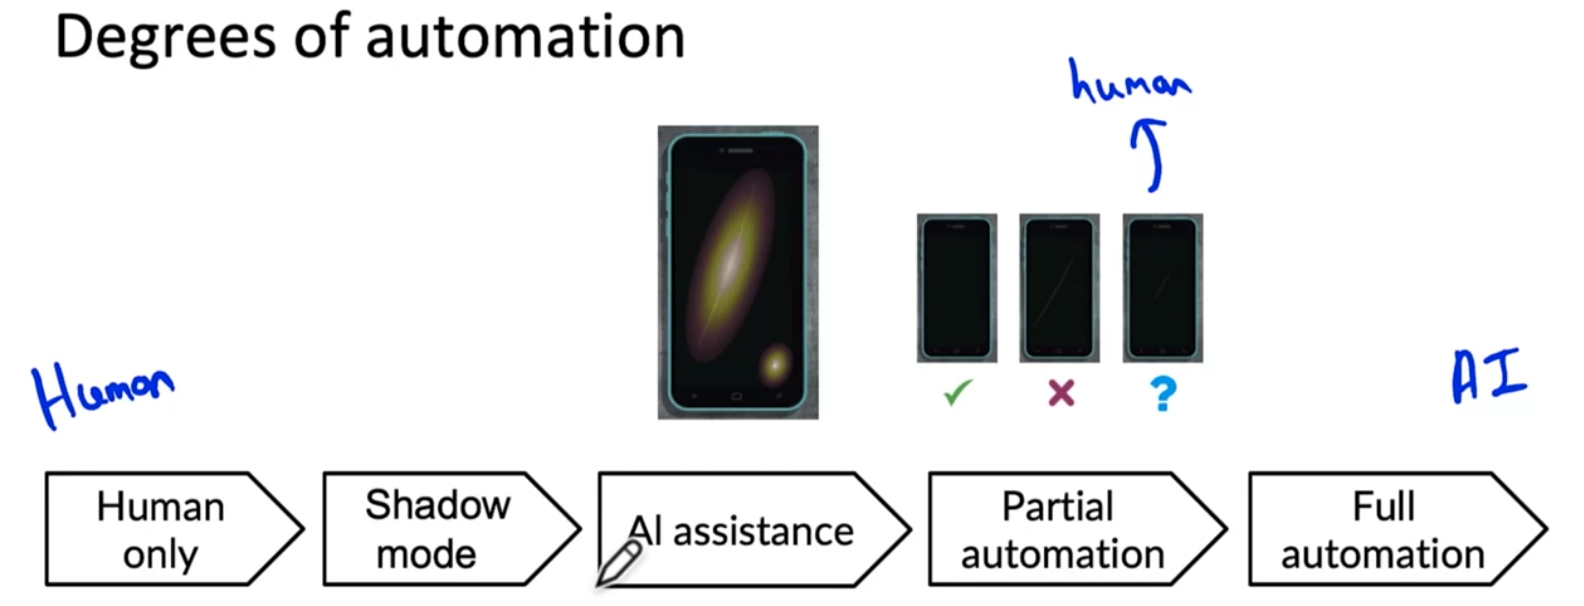 Degrees of automation
human
Human
AI
Human
only
Shadow
mode
AI assistance
Partial
automation
Full
automation